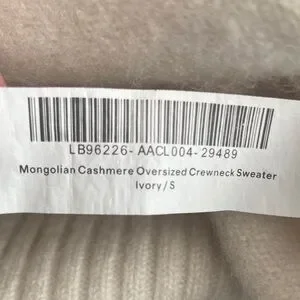 LB96226-AACL004-29489
Mongolian Cashmere Oversized Crewneck Sweater
Ivory/S